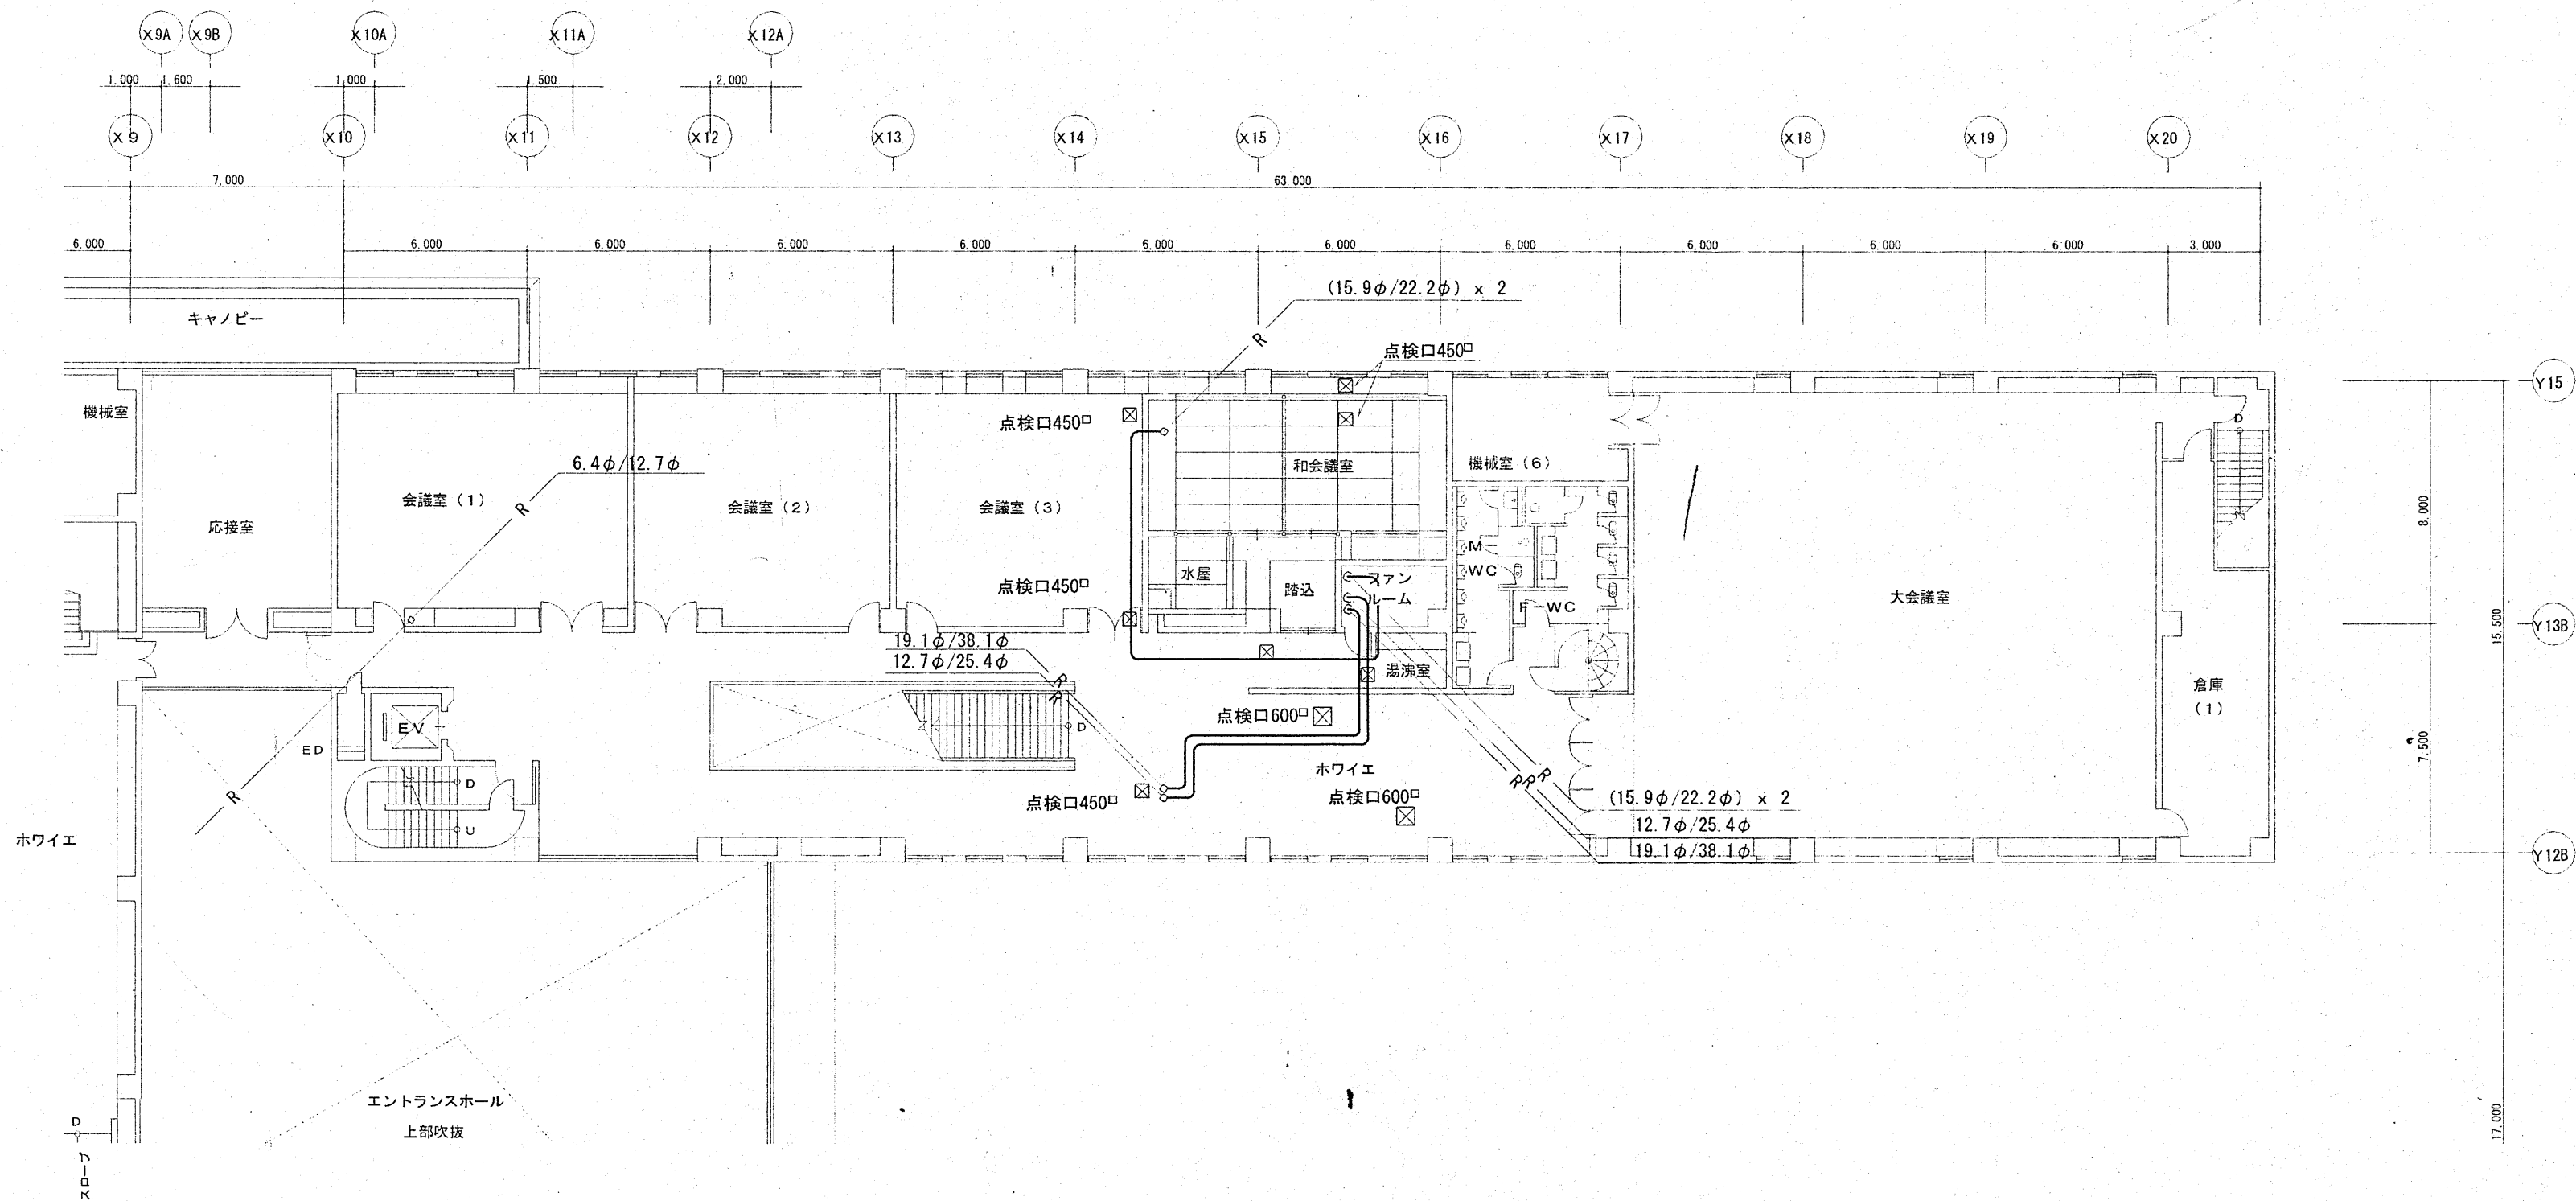 X9A X9B X10A X11A X12A
1,000 1,600 1,000 1,500 2,000
X9 X10 X11 X12 X13 X14 X15 X16 X17 X18 X19 X20
7,000 63,000
6,000 6,000 6,000 6,000 6,000 6,000 6,000 6,000 6,000 6,000 6,000 3,000
(15.9φ/22.2φ) x 2
キャノピー
R
点検口450□
Y15
機械室
D
点検口450□
6.4φ/12.7φ
和会議室
機械室(6)
会議室(1)
R
会議室(2)
会議室(3)
8,000
応接室
M-
WC
水屋
ファン
ルーム
点検口450□
踏込
大会議室
F-WC
Y13B
15,500
19.1φ/38.1φ
12.7φ/25.4φ
R
R
湯沸室
倉庫
(1)
点検口600□
EV
D
ED
7,500
ホワイエ
R
R R
D
R
点検口600□
(15.9φ/22.2φ) x 2
点検口450□
12.7φ/25.4φ
U
ホワイエ
19.1φ/38.1φ
Y12B
エントランスホール
上部吹抜
D
17,000
スロープ